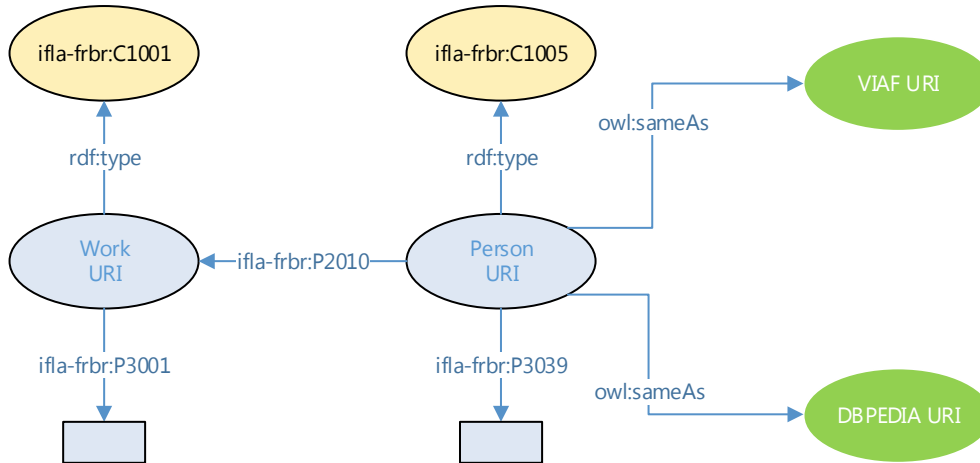 ifla-frbr:C1001
ifla-frbr:C1005
VIAF URI
owl:sameAs
rdf:type
rdf:type
Work
URI
ifla-frbr:P2010
Person
URI
ifla-frbr:P3001
ifla-frbr:P3039
owl:sameAs
DBPEDIA URI